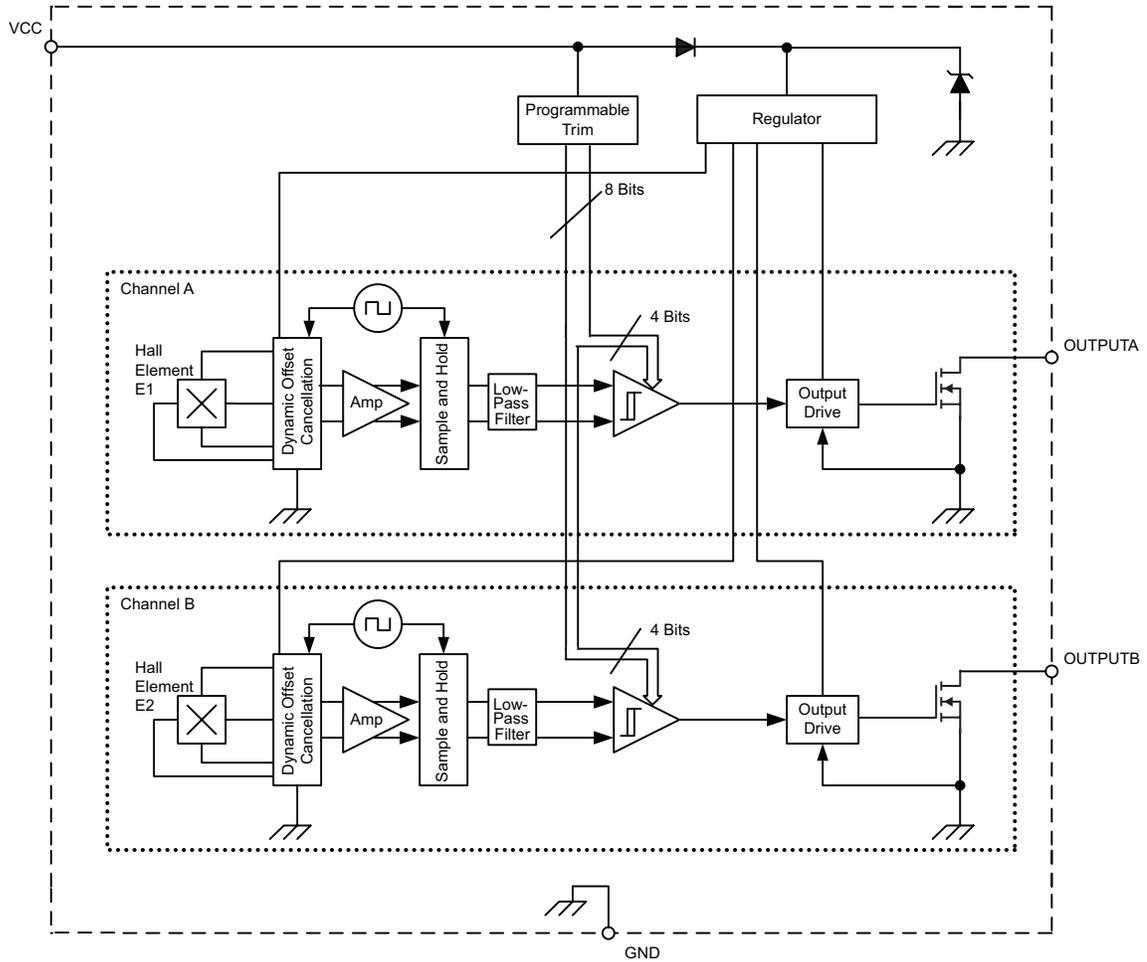 VCC
Programmable
Trim
Regulator
8 Bits
Channel A
4 Bits
OUTPUTA
Hall
Element
E1
Dynamic Offset
Cancellation
Amp
Sample and Hold
Low-
Pass
Filter
Output
Drive
Channel B
4 Bits
OUTPUTB
Hall
Element
E2
Dynamic Offset
Cancellation
Amp
Sample and Hold
Low-
Pass
Filter
Output
Drive
GND